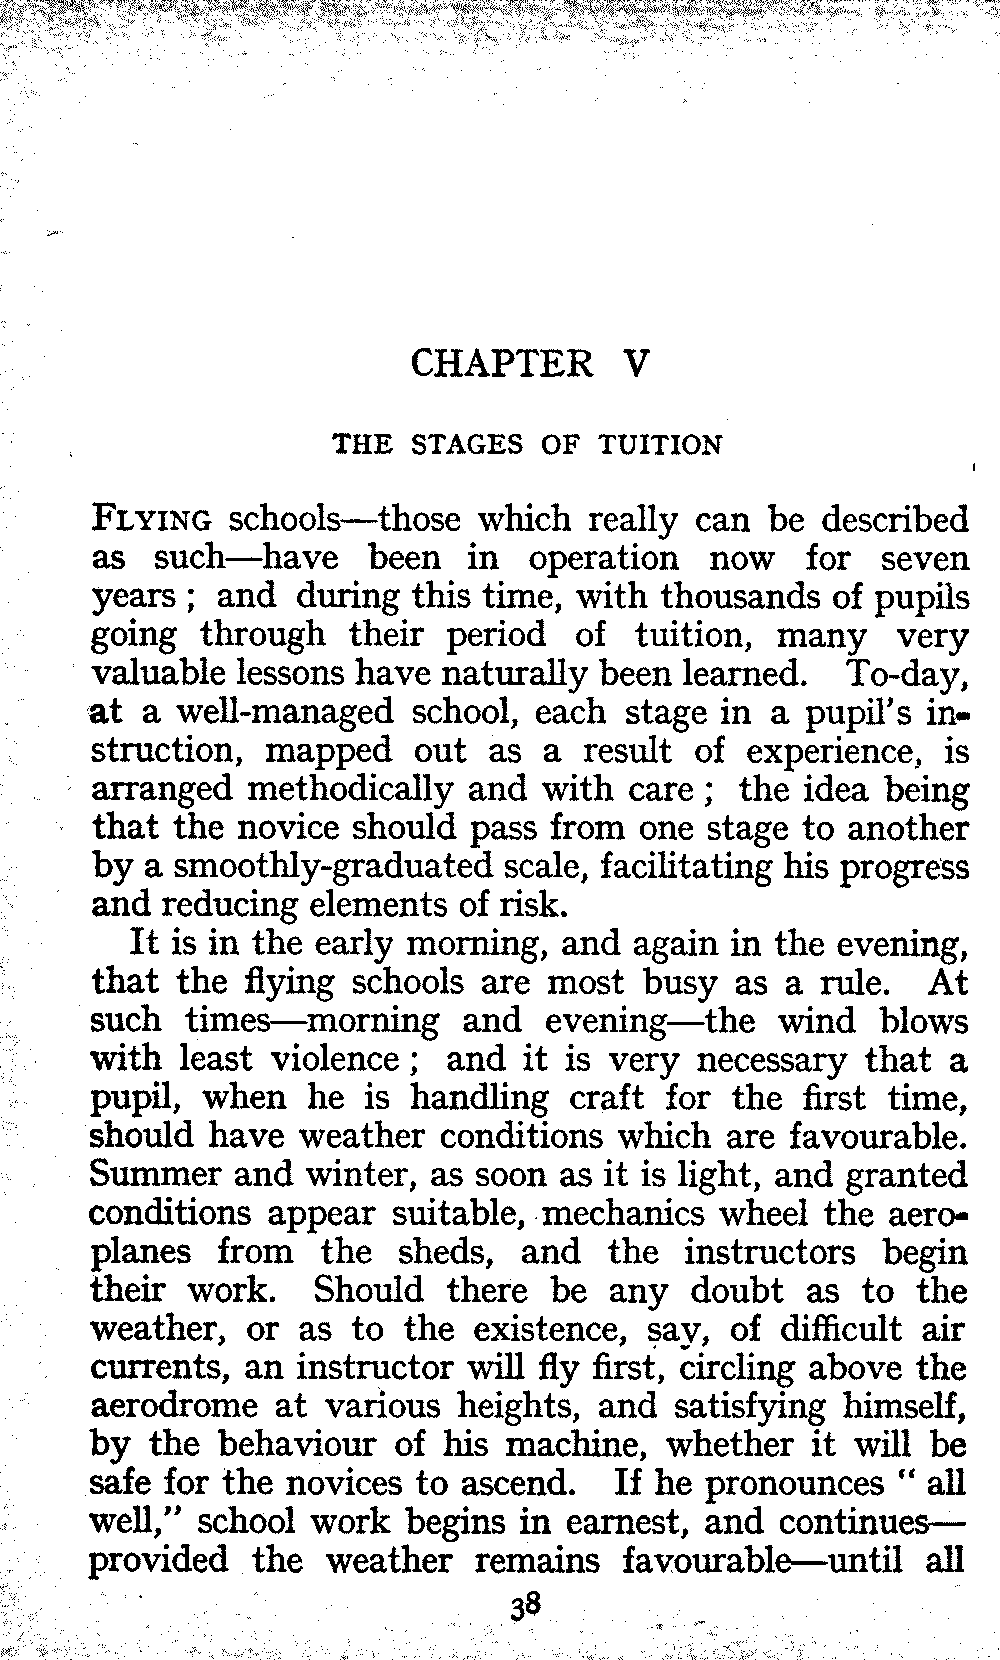 CHAPTER V
THE STAGES OF TUITION
FLYING schools—those which really can be described
as such—have been in operation now for seven
years ; and during this time, with thousands of pupils
going through their period of tuition, many very
valuable lessons have naturally been learned. To-day,
at a well-managed school, each stage in a pupil's in-
struction, mapped out as a result of experience, is
arranged methodically and with care ; the idea being
that the novice should pass from one stage to another
by a smoothly-graduated scale, facilitating his progress
and reducing elements of risk.
It is in the early morning, and again in the evening,
that the flying schools are most busy as a rule. At
such times—morning and evening—the wind blows
with least violence ; and it is very necessary that a
pupil, when he is handling craft for the first time,
should have weather conditions which are favourable.
Summer and winter, as soon as it is light, and granted
conditions appear suitable, mechanics wheel the aero-
planes from the sheds, and the instructors begin
their work. Should there be any doubt as to the
weather, or as to the existence, say, of difficult air
currents, an instructor will fly first, circling above the
aerodrome at various heights, and satisfying himself,
by the behaviour of his machine, whether it will be
safe for the novices to ascend. If he pronounces " all
well," school work begins in earnest, and continues—
provided the weather remains favourable—until all
38